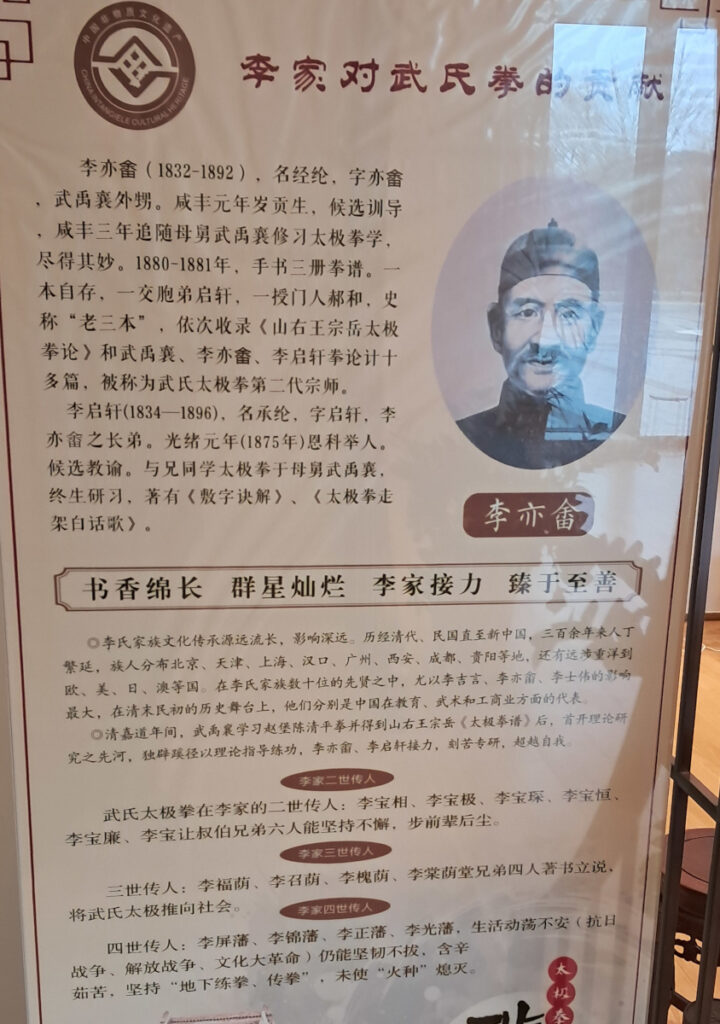 中国非物质文化遗产
CHINA INTANGIBLE CULTURAL HERITAGE
李家对武氏拳的贡献
李亦畬(1832-1892),名经纶,字亦畬
,武禹襄外甥。咸丰元年岁贡生,候选训导
,咸丰三年追随母舅武禹襄修习太极拳学,
尽得其妙。1880-1881年,手书三册拳谱。一
本自存,一交胞弟启轩,一授门人郝和,史
称“老三本”,依次收录《山右王宗岳太极
拳论》和武禹襄、李亦畬、李启轩拳论计十
多篇,被称为武氏太极拳第二代宗师。
李启轩(1834—1896),名承纶,字启轩,李
亦畬之长弟。光绪元年(1875年)恩科举人。
候选教谕。与兄同学太极拳于母舅武禹襄,
终生研习,著有《敷字诀解》、《太极拳走
架白话歌》。
李亦畬
书香绵长 群星灿烂 李家接力 臻于至善
◎李氏家族文化传承源远流长,影响深远。历经清代、民国直至新中国,三百余年来人丁
繁延,族人分布北京、天津、上海、汉口、广州、西安、成都、贵阳等地,还有远涉重洋到
欧、美、日、澳等国。在李氏家族数十位的先贤之中,尤以李吉言、李亦畬、李士伟的影响
最大,在清末民初的历史舞台上,他们分别是中国在教育、武术和工商业方面的代表。
◎清嘉道年间,武禹襄学习赵堡陈清平拳并得到山右王宗岳《太极拳谱》后,首开理论研
究之先河,独辟蹊径以理论指导练功,李亦畬、李启轩接力,刻苦专研,超越自我。
李家二世传人
武氏太极拳在李家的二世传人:李宝相、李宝极、李宝琛、李宝恒、
李宝廉、李宝让叔伯兄弟六人能坚持不懈,步前辈后尘。
李家三世传人
三世传人:李福荫、李召荫、李槐荫、李棠荫堂兄弟四人著书立说,
将武氏太极推向社会。
李家四世传人
四世传人:李屏藩、李锦藩、李正藩、李光藩,生活动荡不安(抗日
战争、解放战争、文化大革命)仍能坚韧不拔,含辛
茹苦,坚持“地下练拳、传拳”,未使“火种”熄灭。
太极拳